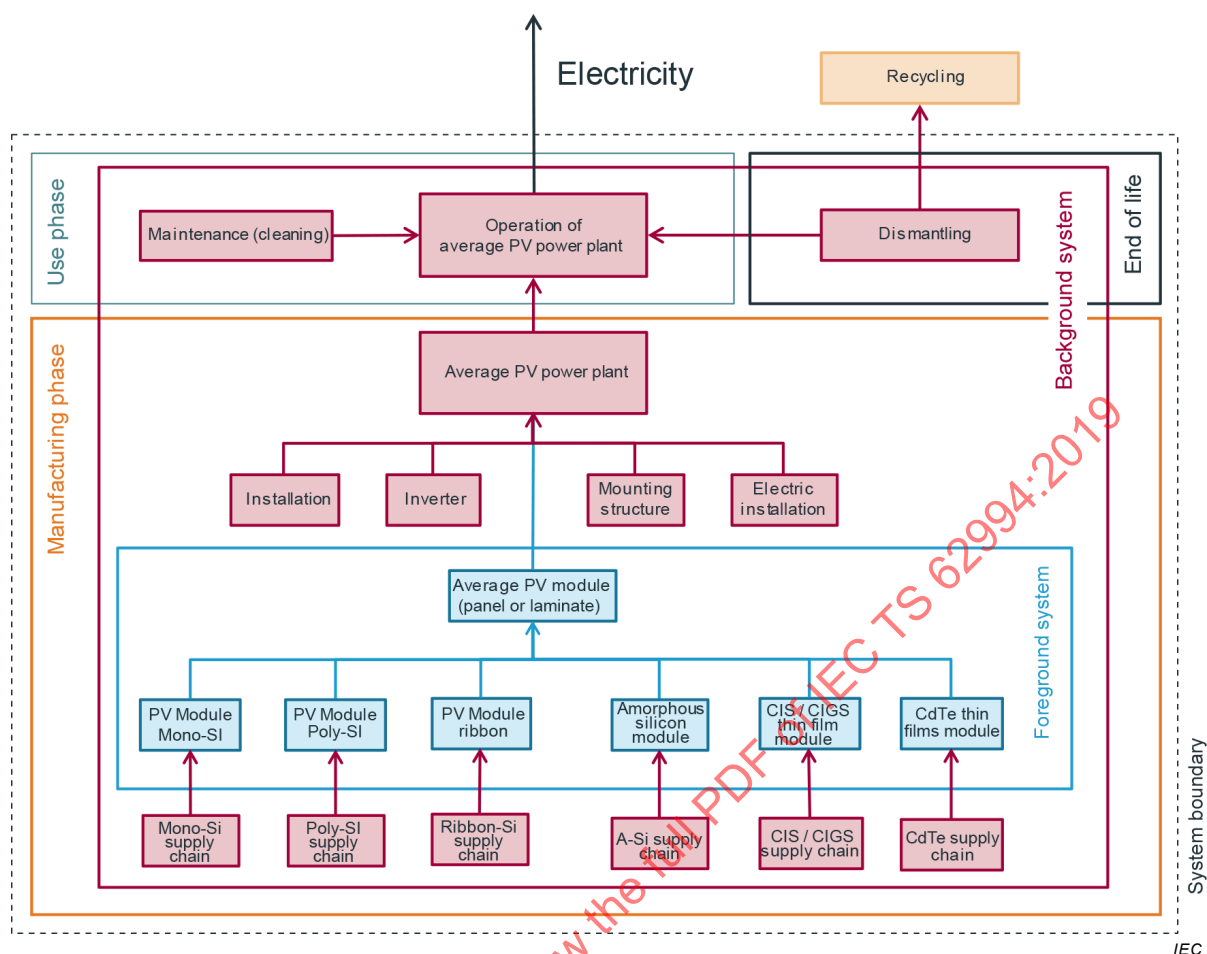 Electricity
Recycling
Use phase
Maintenance (cleaning)
Operation of
average PV power plant
Dismantling
End of life
Background system
Manufacturing phase
Average PV power plant
Installation
Inverter
Mounting
structure
Electric
installation
Average PV module
(panel or laminate)
Foreground system
PV Module
Mono-SI
PV Module
Poly-SI
PV Module
ribbon
Amorphous
silicon
module
CIS / CIGS
thin film
module
CdTe thin
films module
Mono-Si
supply
chain
Poly-SI
supply
chain
Ribbon-Si
supply
chain
A-Si supply
chain
CIS / CIGS
supply chain
CdTe supply
chain
System boundary
w the full PDF of IEC TS 62994:2019
IEC